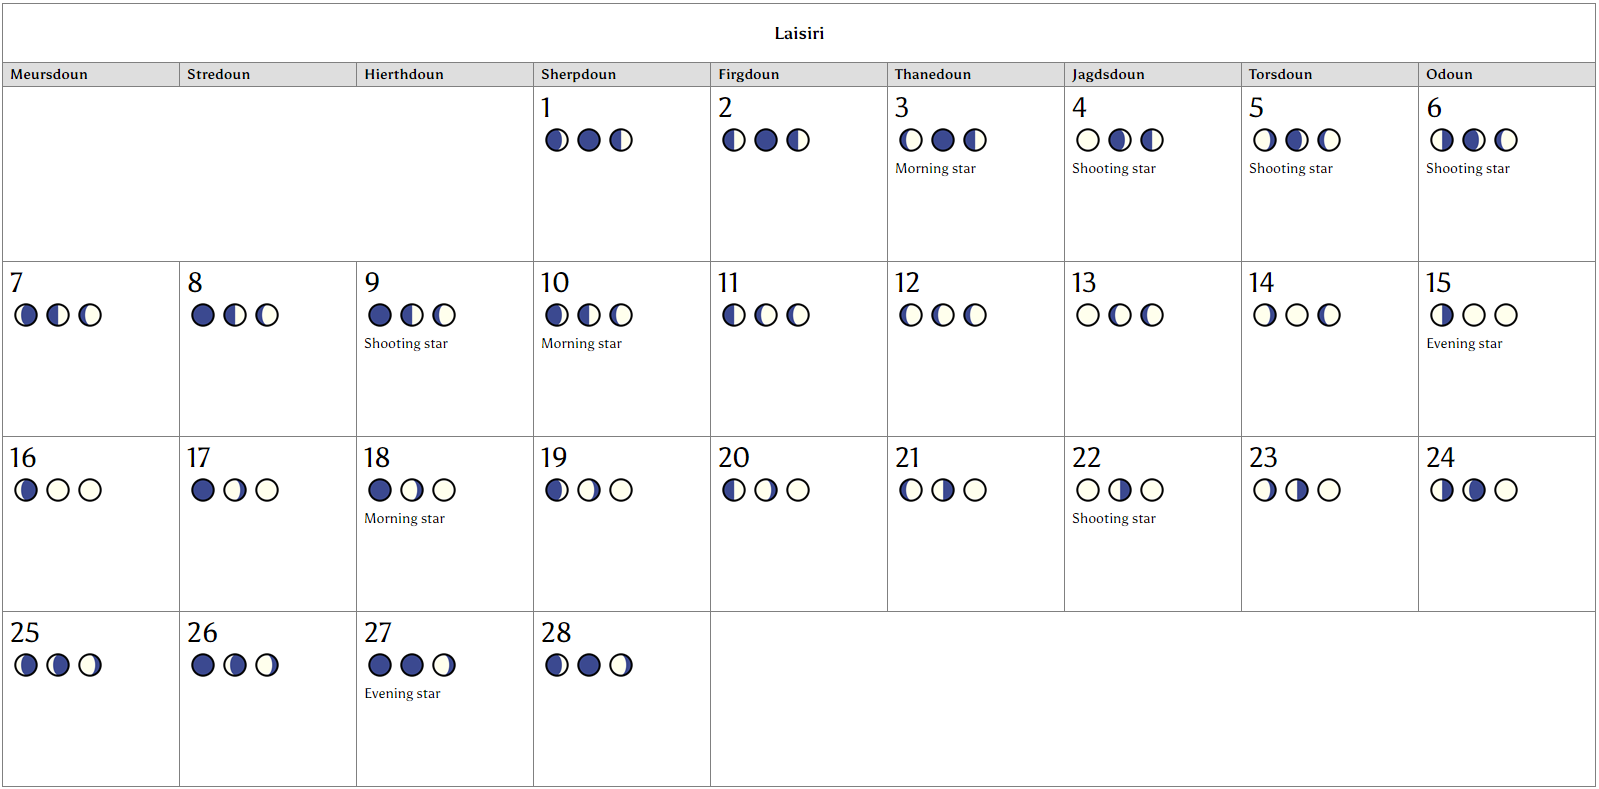 Laisiri
Meursdoun Stredoun Hierthdoun Sherpdoun Firgdoun Thanedoun Jagdsdoun Torsdoun Odoun
1 2 3 4 5 6
Morning star Shooting star Shooting star Shooting star
7 8 9 10 11 12 13 14 15
Shooting star Morning star Evening star
16 17 18 19 20 21 22 23 24
Morning star Shooting star
25 26 27 28
Evening star